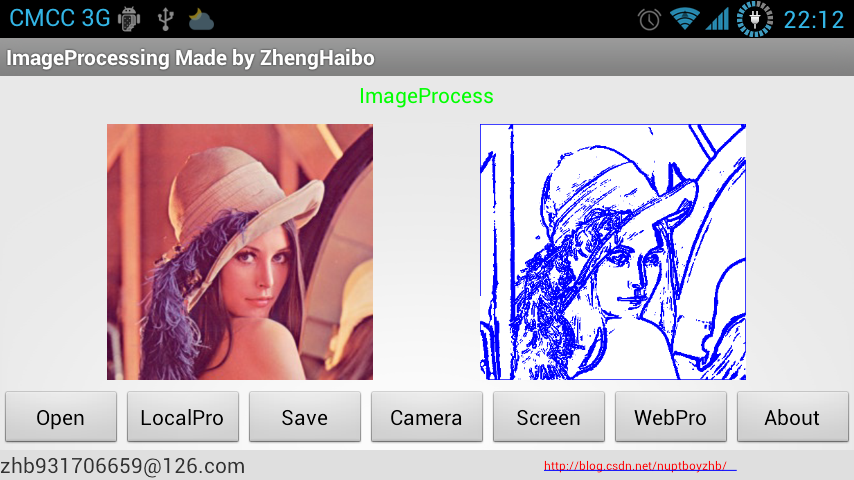 CMCC 3G 22:12
ImageProcessing Made by ZhengHaibo
ImageProcess
Open LocalPro Save Camera Screen WebPro About
zhb931706659@126.com http://blog.csdn.net/nuptboyzhb/